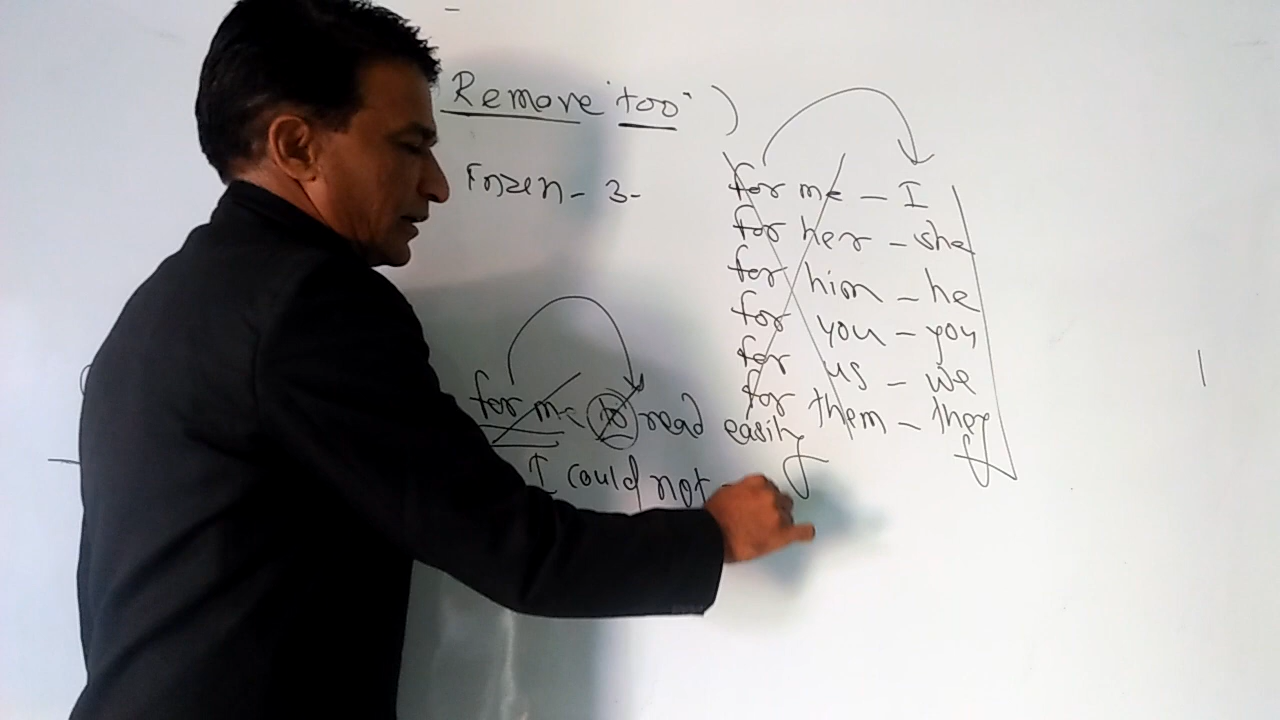 Remove "too" )
- 3 -
for me - I
for her - she
for him - he
for you - you
for us - we
for them - they
for me to read easily
I could not